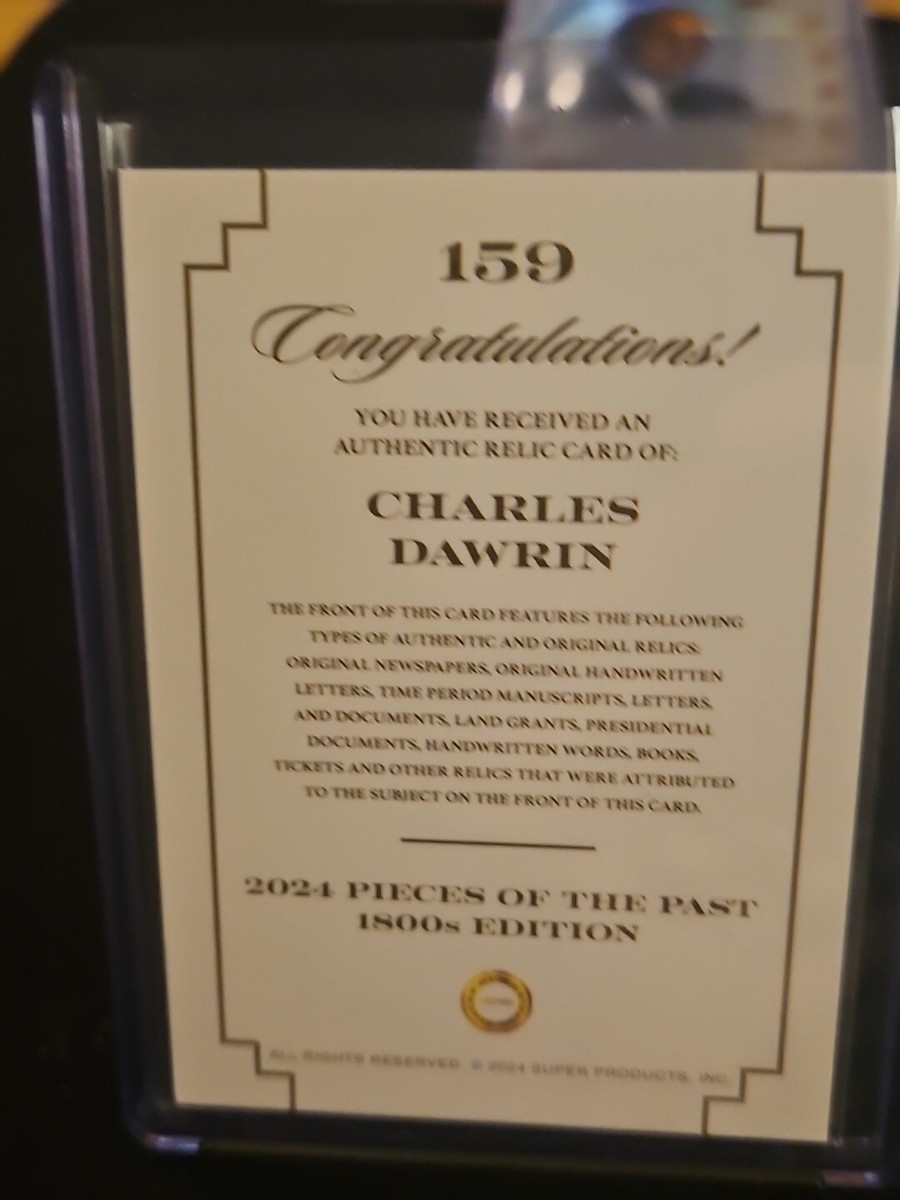 159
Congratulations!
YOU HAVE RECEIVED AN
AUTHENTIC RELIC CARD OF:
CHARLES
DAWRIN
THE FRONT OF THIS CARD FEATURES THE FOLLOWING
TYPES OF AUTHENTIC AND ORIGINAL RELICS:
ORIGINAL NEWSPAPERS, ORIGINAL HANDWRITTEN
LETTERS, TIME PERIOD MANUSCRIPTS, LETTERS,
AND DOCUMENTS, LAND GRANTS, PRESIDENTIAL
DOCUMENTS, HANDWRITTEN WORDS, BOOKS,
TICKETS AND OTHER RELICS THAT WERE ATTRIBUTED
TO THE SUBJECT ON THE FRONT OF THIS CARD.
2024 PIECES OF THE PAST
1800s EDITION
ALL RIGHTS RESERVED. © 2024 SUPER PRODUCTS, INC.